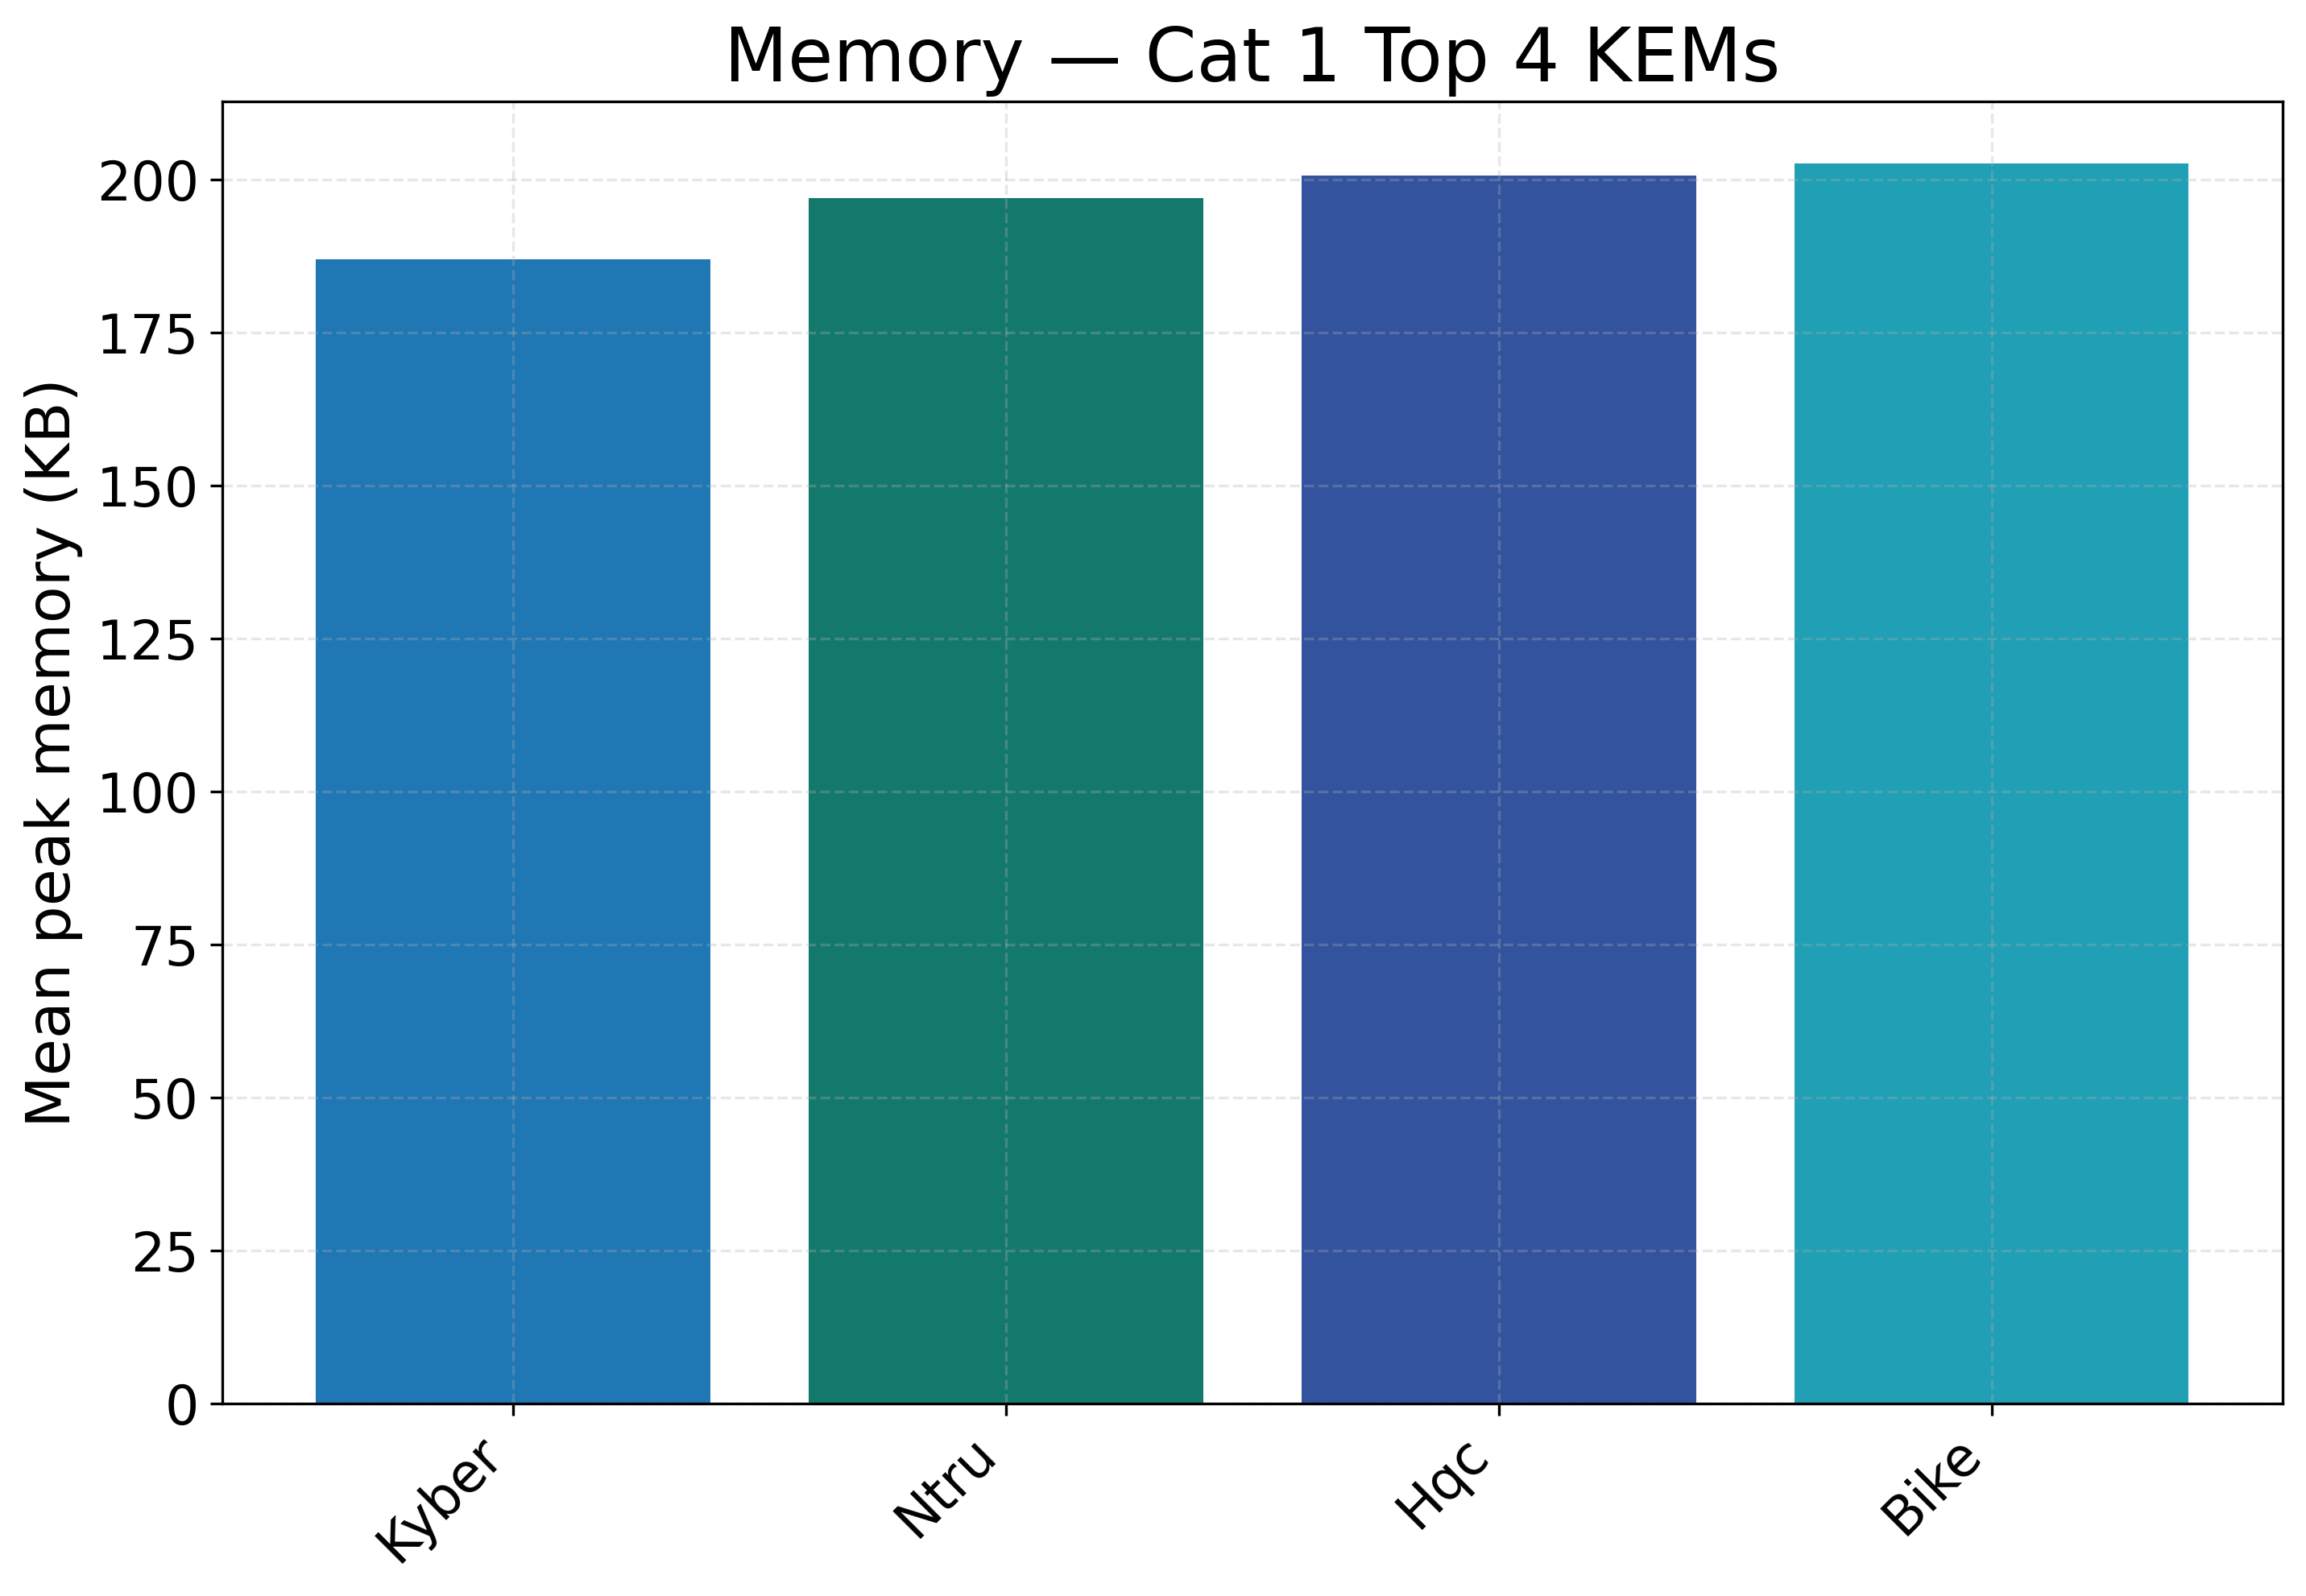 Memory — Cat 1 Top 4 KEMs
Mean peak memory (KB)
200
175
150
125
100
75
50
25
0
Kyber
Ntru
Hqc
Bike